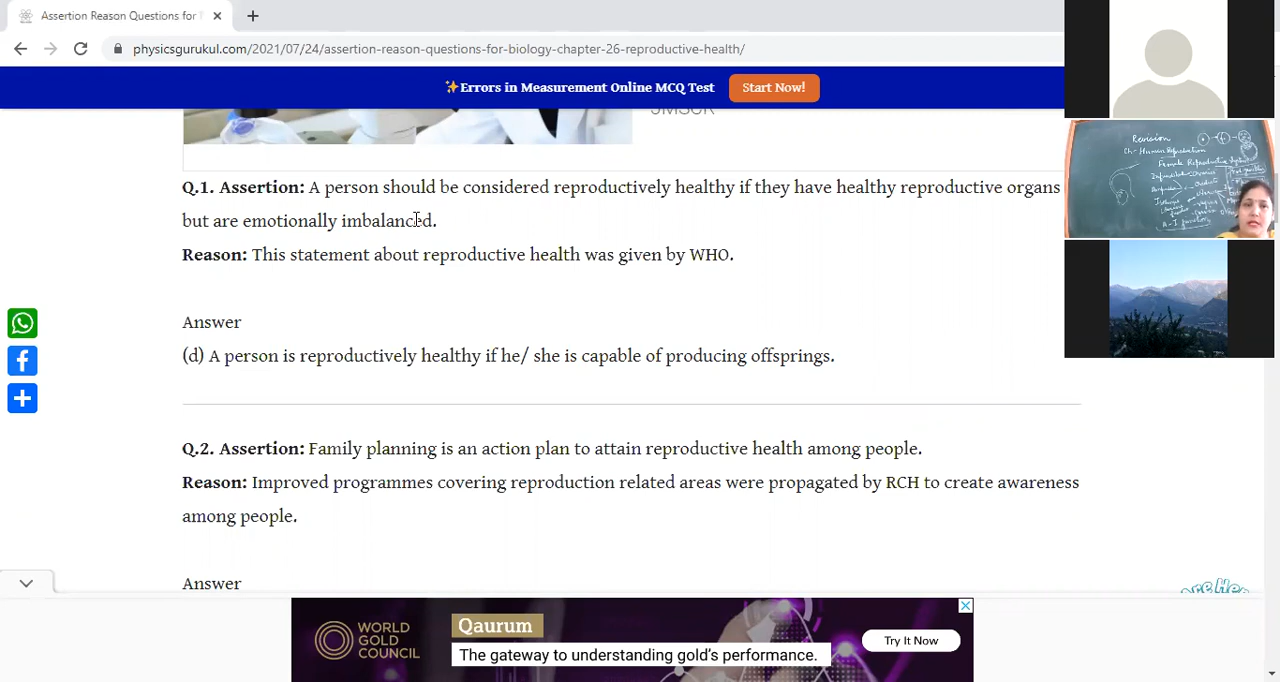 Assertion Reason Questions for
physicsgurukul.com/2021/07/24/assertion-reason-questions-for-biology-chapter-26-reproductive-health/
✨Errors in Measurement Online MCQ Test Start Now!
Q.1. Assertion: A person should be considered reproductively healthy if they have healthy reproductive organs
but are emotionally imbalanced.
Reason: This statement about reproductive health was given by WHO.
Answer
(d) A person is reproductively healthy if he/ she is capable of producing offsprings.
Q.2. Assertion: Family planning is an action plan to attain reproductive health among people.
Reason: Improved programmes covering reproduction related areas were propagated by RCH to create awareness
among people.
Answer
WORLD
GOLD
COUNCIL
Qaurum
The gateway to understanding gold's performance.
Try It Now
Revision
Ch-Human Reproduction
Female Reproductive System